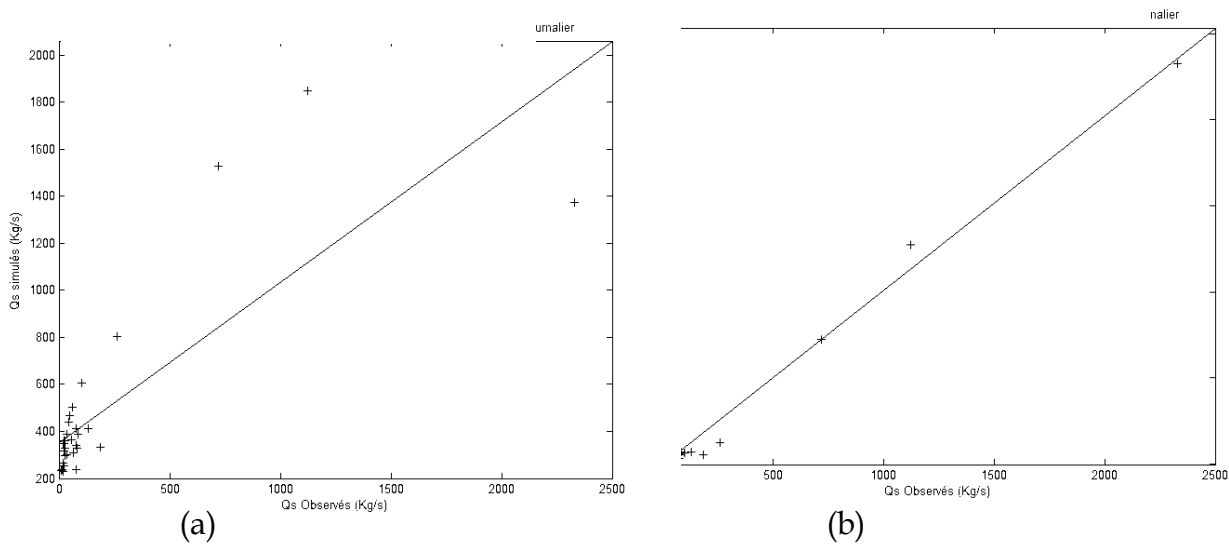 urnalier
2000
1800
1600
1400
1200
1000
800
600
400
200
Qs simulés (Kg/s)
0 500 1000 1500 2000 2500
Qs Observés (Kg/s)
(a)
nalier
500 1000 1500 2000 2500
Qs Observés (Kg/s)
(b)